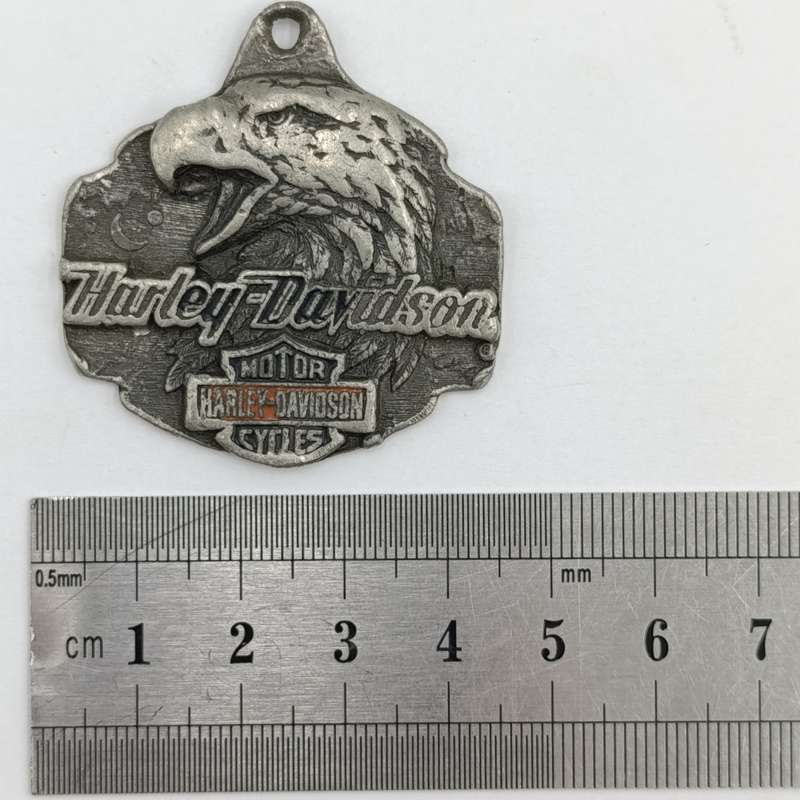 Harley-Davidson
®
MOTOR
HARLEY-DAVIDSON
CYCLES
0.5mm mm
cm 1 2 3 4 5 6 7